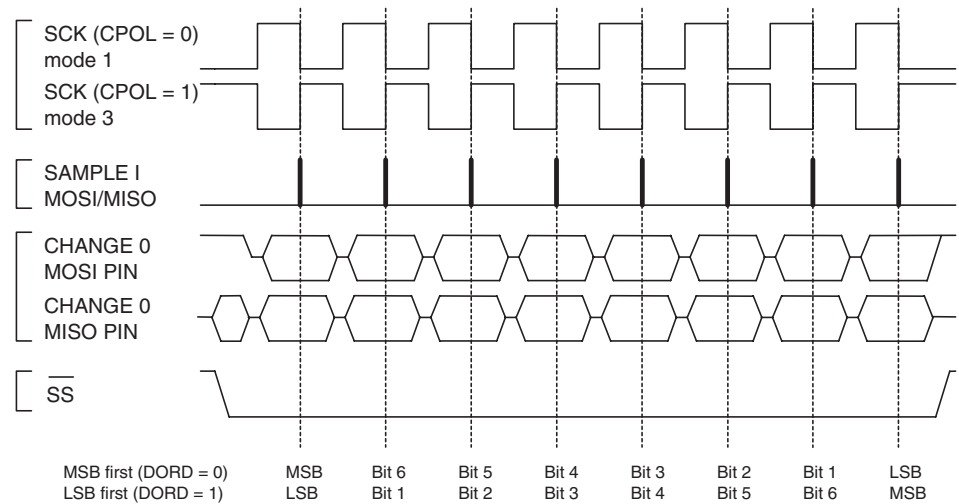 SCK (CPOL = 0)
mode 1
SCK (CPOL = 1)
mode 3
SAMPLE I
MOSI/MISO
CHANGE 0
MOSI PIN
CHANGE 0
MISO PIN
SS
MSB first (DORD = 0) MSB Bit 6 Bit 5 Bit 4 Bit 3 Bit 2 Bit 1 LSB
LSB first (DORD = 1) LSB Bit 1 Bit 2 Bit 3 Bit 4 Bit 5 Bit 6 MSB